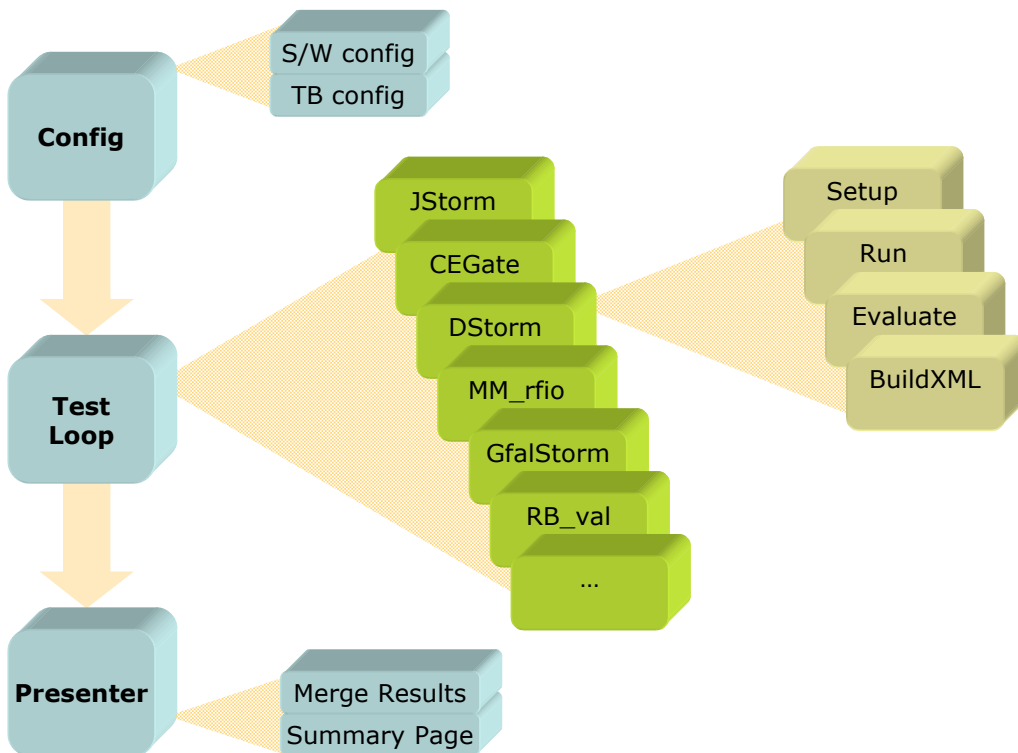 S/W config
TB config
Config
JStorm
CEGate
DStorm
MM_rfio
GfalStorm
RB_val
...
Setup
Run
Evaluate
BuildXML
Test
Loop
Presenter
Merge Results
Summary Page